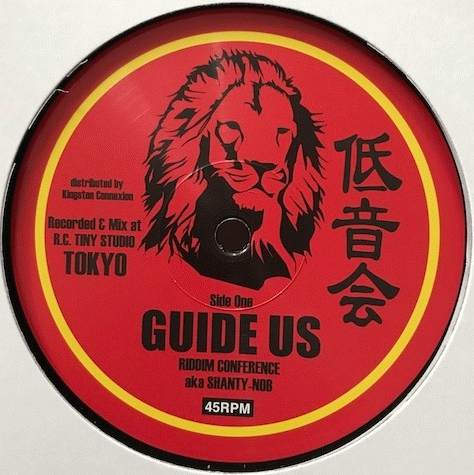 distributed by
Kingston Connexion
Recorded & Mix at
R.C. TINY STUDIO
TOKYO
低音会
Side One
GUIDE US
RIDDIM CONFERENCE
aka SHANTY-NOB
45RPM